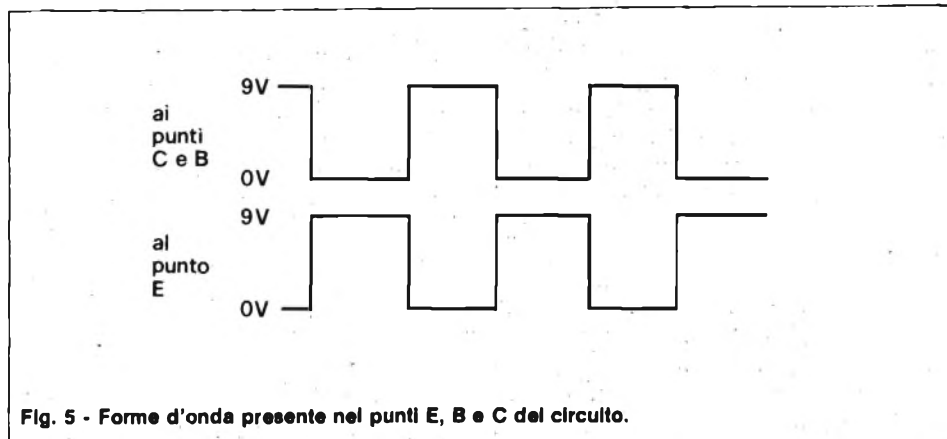 9V
ai
punti
C e B
0V
9V
al
punto
E
0V
Fig. 5 - Forme d'onda presente nei punti E, B e C del circuito.